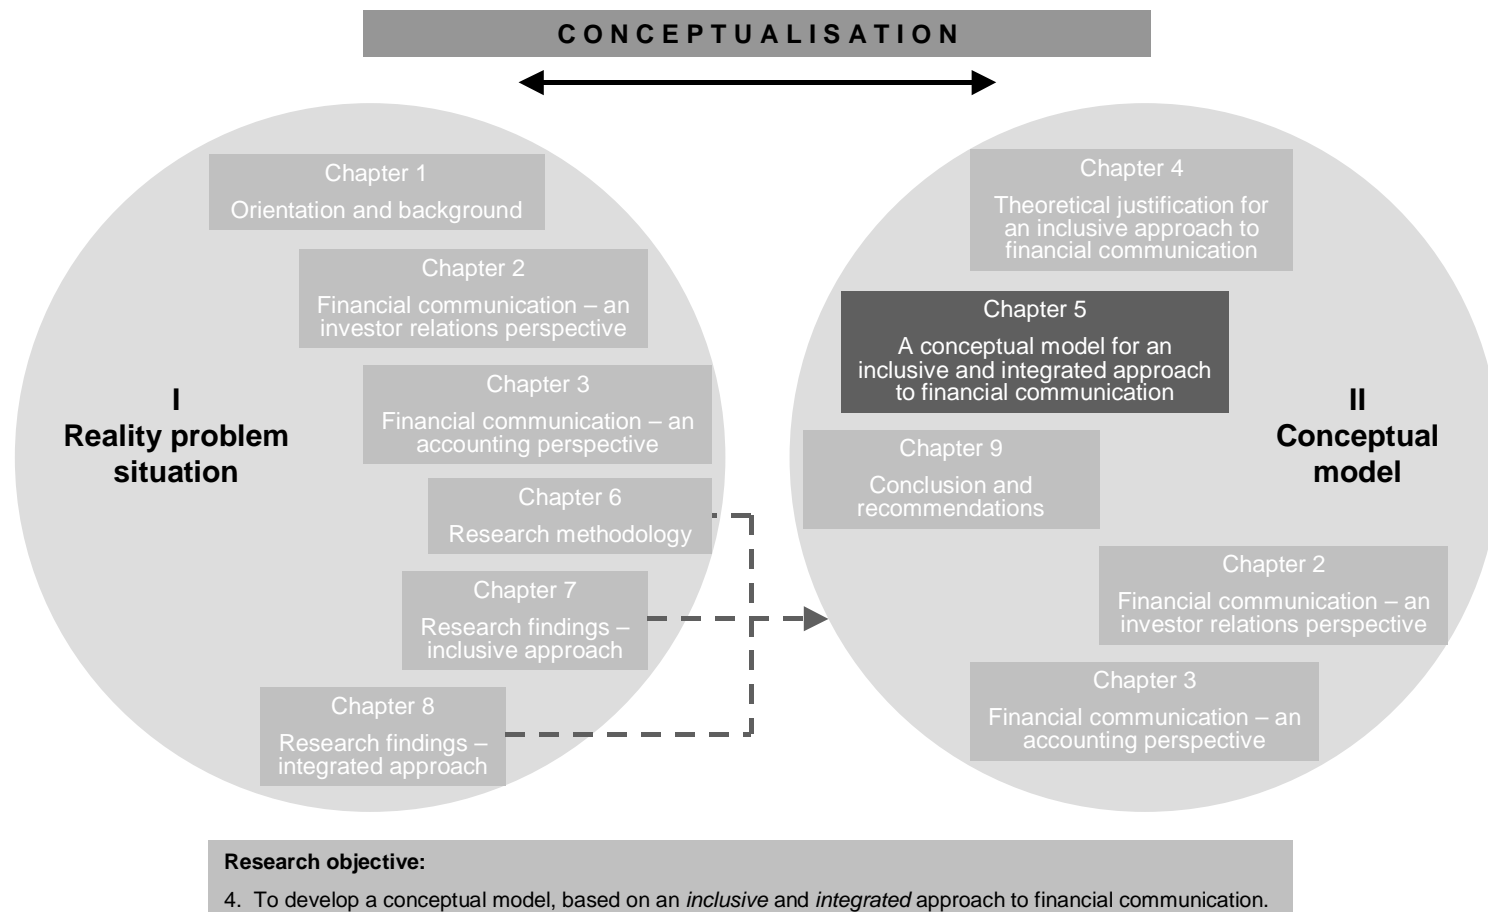 CONCEPTUALISATION
Chapter 1
Orientation and background
Chapter 2
Financial communication – an
investor relations perspective
Chapter 3
Financial communication – an
accounting perspective
I
Reality problem
situation
Chapter 6
Research methodology
Chapter 7
Research findings –
inclusive approach
Chapter 8
Research findings –
integrated approach
Chapter 4
Theoretical justification for
an inclusive approach to
financial communication
Chapter 5
A conceptual model for an
inclusive and integrated approach
to financial communication
II
Conceptual
model
Chapter 9
Conclusion and
recommendations
Chapter 2
Financial communication – an
investor relations perspective
Chapter 3
Financial communication – an
accounting perspective
Research objective:
4. To develop a conceptual model, based on an inclusive and integrated approach to financial communication.